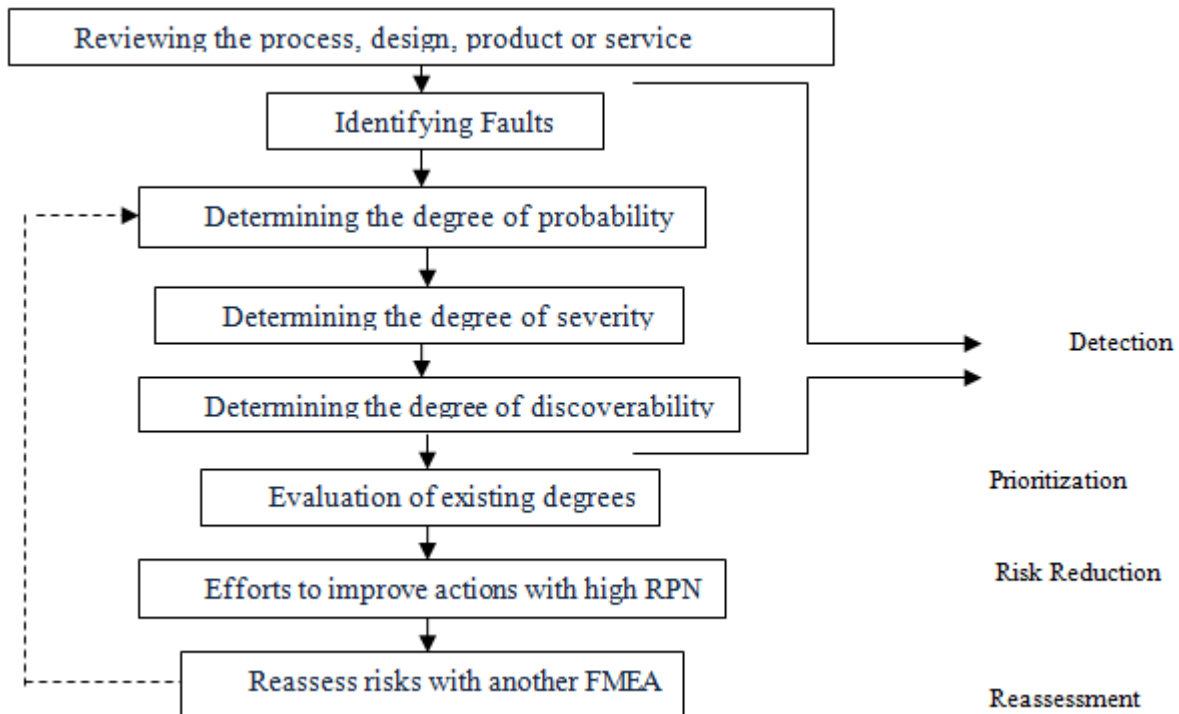 Reviewing the process, design, product or service
Identifying Faults
Determining the degree of probability
Determining the degree of severity
Detection
Determining the degree of discoverability
Evaluation of existing degrees
Prioritization
Efforts to improve actions with high RPN
Risk Reduction
Reassess risks with another FMEA
Reassessment